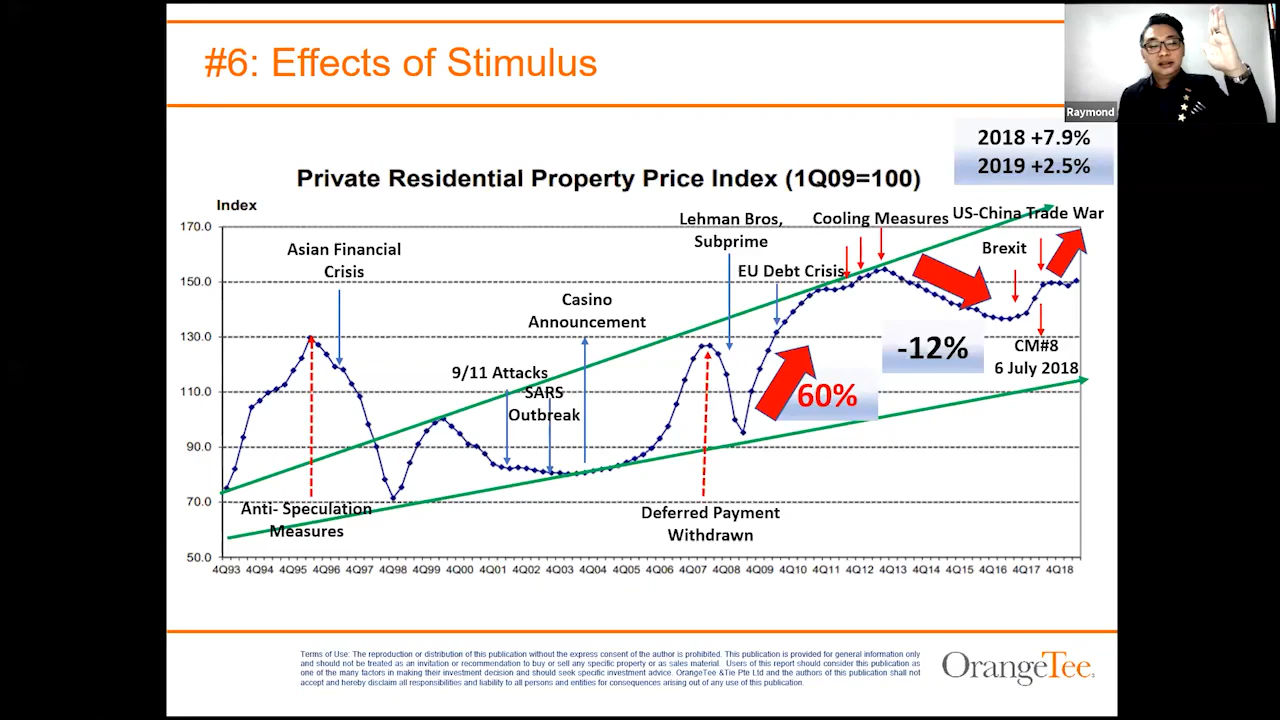 #6: Effects of Stimulus
Raymond
2018 +7.9%
2019 +2.5%
Private Residential Property Price Index (1Q09=100)
Index
170.0
150.0
130.0
110.0
90.0
70.0
50.0
Asian Financial
Crisis
Casino
Announcement
9/11 Attacks
SARS
Outbreak
Lehman Bros,
Subprime
EU Debt Crisis
Cooling Measures
US-China Trade War
Brexit
-12%
60%
CM#8
6 July 2018
Anti- Speculation
Measures
Deferred Payment
Withdrawn
4Q93 4Q94 4Q95 4Q96 4Q97 4Q98 4Q99 4Q00 4Q01 4Q02 4Q03 4Q04 4Q05 4Q06 4Q07 4Q08 4Q09 4Q10 4Q11 4Q12 4Q13 4Q14 4Q15 4Q16 4Q17 4Q18
Terms of Use: The reproduction or distribution of this publication without the express consent of the author is prohibited. This publication is provided for general information only
and should not be treated as an invitation or recommendation to buy or sell any specific property or as sales material. Users of this report should consider this publication as
one of the many factors in making their investment decision and should seek specific investment advice. OrangeTee &Tie Pte Ltd and the authors of this publication shall not
accept and hereby disclaim all responsibilities and liability to all persons and entities for consequences arising out of any use of this publication.
OrangeTee